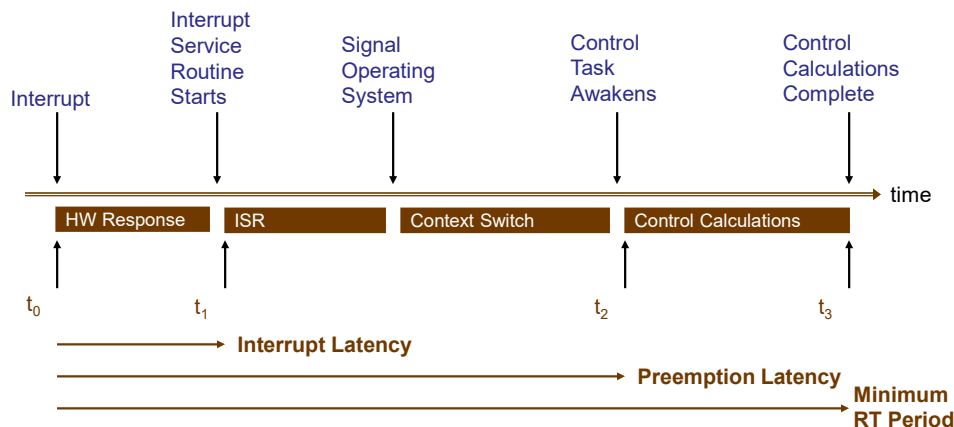 Interrupt
Interrupt
Service
Routine
Starts
Signal
Operating
System
Control
Task
Awakens
Control
Calculations
Complete
time
HW Response
ISR
Context Switch
Control Calculations
t₀
t₁
t₂
t₃
Interrupt Latency
Preemption Latency
Minimum
RT Period